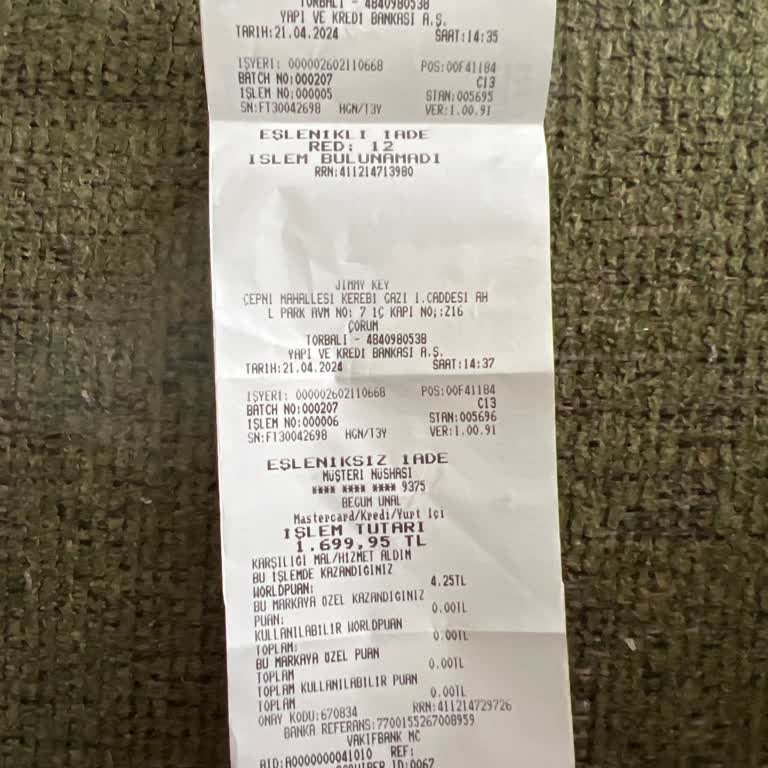 TORBALI - 4840980538
YAPI VE KREDI BANKASI A.Ş.
TARIH:21.04.2024 SAAT:14:35
IŞYERI: 000002602110668 POS:00F41184
BATCH NO:000207 C13
IŞLEM NO:000005 STAN:005695
SN:FT30042698 HGN/T3Y VER:1.00.91
EŞLENIKLI IADE
RED: 12
ISLEM BULUNAMADI
RRN:411214713980
JIMMY KEY
ÇEPNI MAHALLESI KEREBI GAZI 1.CADDESI AH
L PARK AVM NO: 7 IÇ KAPI NO;:Z16
ÇORUM
TORBALI - 4840980538
YAPI VE KREDI BANKASI A.Ş.
TARIH:21.04.2024 SAAT:14:37
IŞYERI: 000002602110668 POS:00F41184
BATCH NO:000207 C13
IŞLEM NO:000006 STAN:005696
SN:FT30042698 HGN/T3Y VER:1.00.91
EŞLENIKSIZ IADE
MÜŞTERI NÜSHASI
**** **** **** 9375
BEGUM UNAL
Mastercard/Kredi/Yurt Içi
IŞLEM TUTARI
1.699,95 TL
KARŞILIĞI MAL/HIZMET ALDIM
BU IŞLEMDE KAZANDIGINIZ
WORLDPUAN: 4.25TL
BU MARKAYA ÖZEL KAZANDIGINIZ
PUAN: 0.00TL
KULLANILABILIR WORLDPUAN
TOPLAM: 0.00TL
BU MARKAYA ÖZEL PUAN
TOPLAM 0.00TL
TOPLAM KULLANILABILIR PUAN
TOPLAM 0.00TL
ONAY KODU:670834 RRN:411214729726
BANKA REFERANS:7700155267008959
VAKIFBANK MC
AID:A0000000041010 REF:
ID:0067